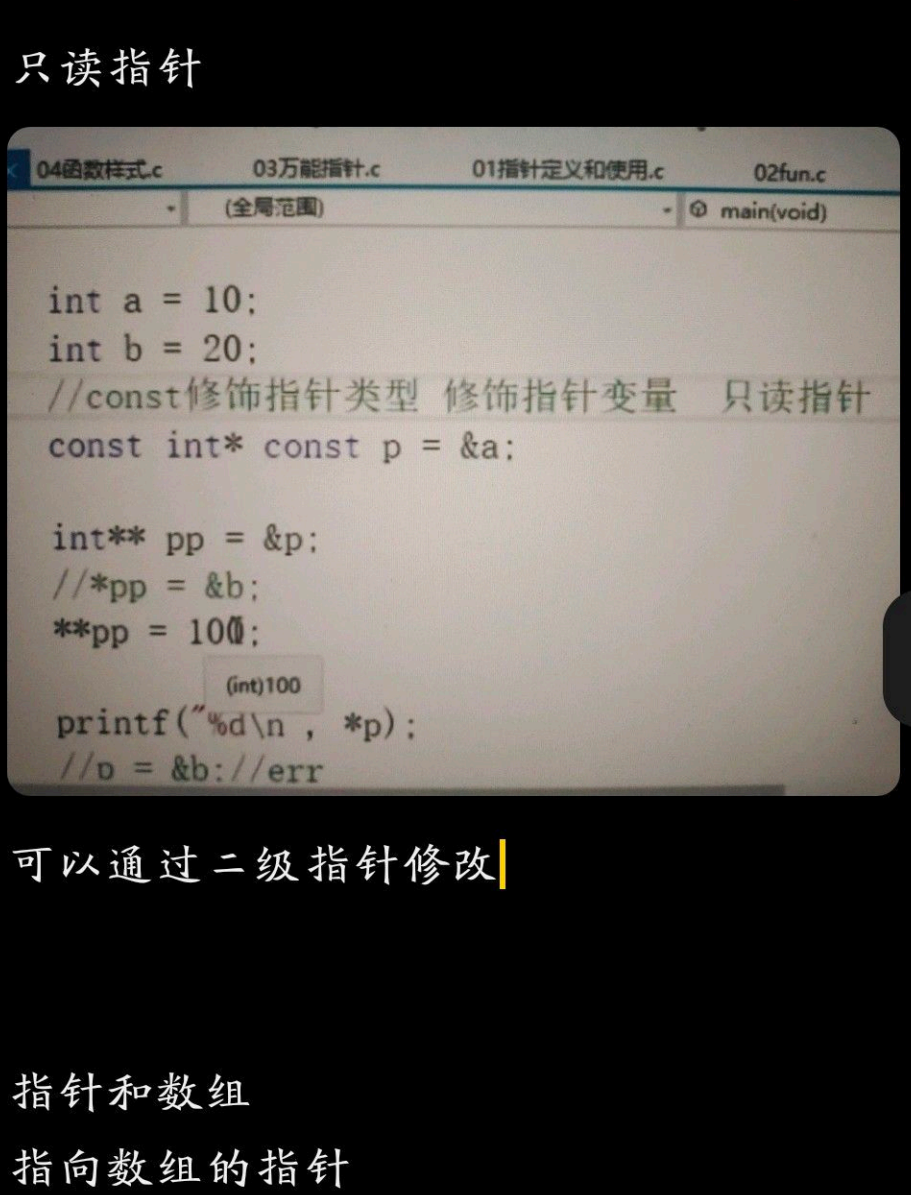 只读指针
04函数样式.c 03万能指针.c 01指针定义和使用.c 02fun.c
(全局范围) main(void)
int a = 10;
int b = 20;
//const修饰指针类型 修饰指针变量 只读指针
const int* const p = &a;
int** pp = &p;
//*pp = &b;
**pp = 100;
(int)100
printf("%d\n , *p);
//p = &b;//err
可以通过二级指针修改
指针和数组
指向数组的指针